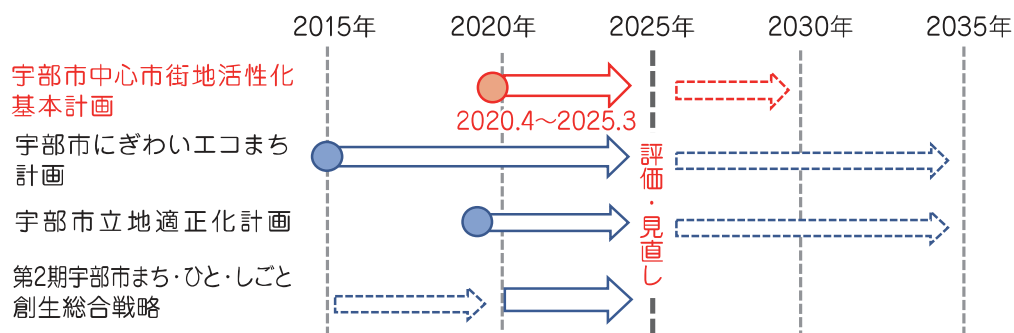 2015年 2020年 2025年 2030年 2035年
宇部市中心市街地活性化
基本計画
2020.4～2025.3
宇部市にぎわいエコまち
計画
評価・見直し
宇部市立地適正化計画
第2期宇部市まち・ひと・しごと
創生総合戦略